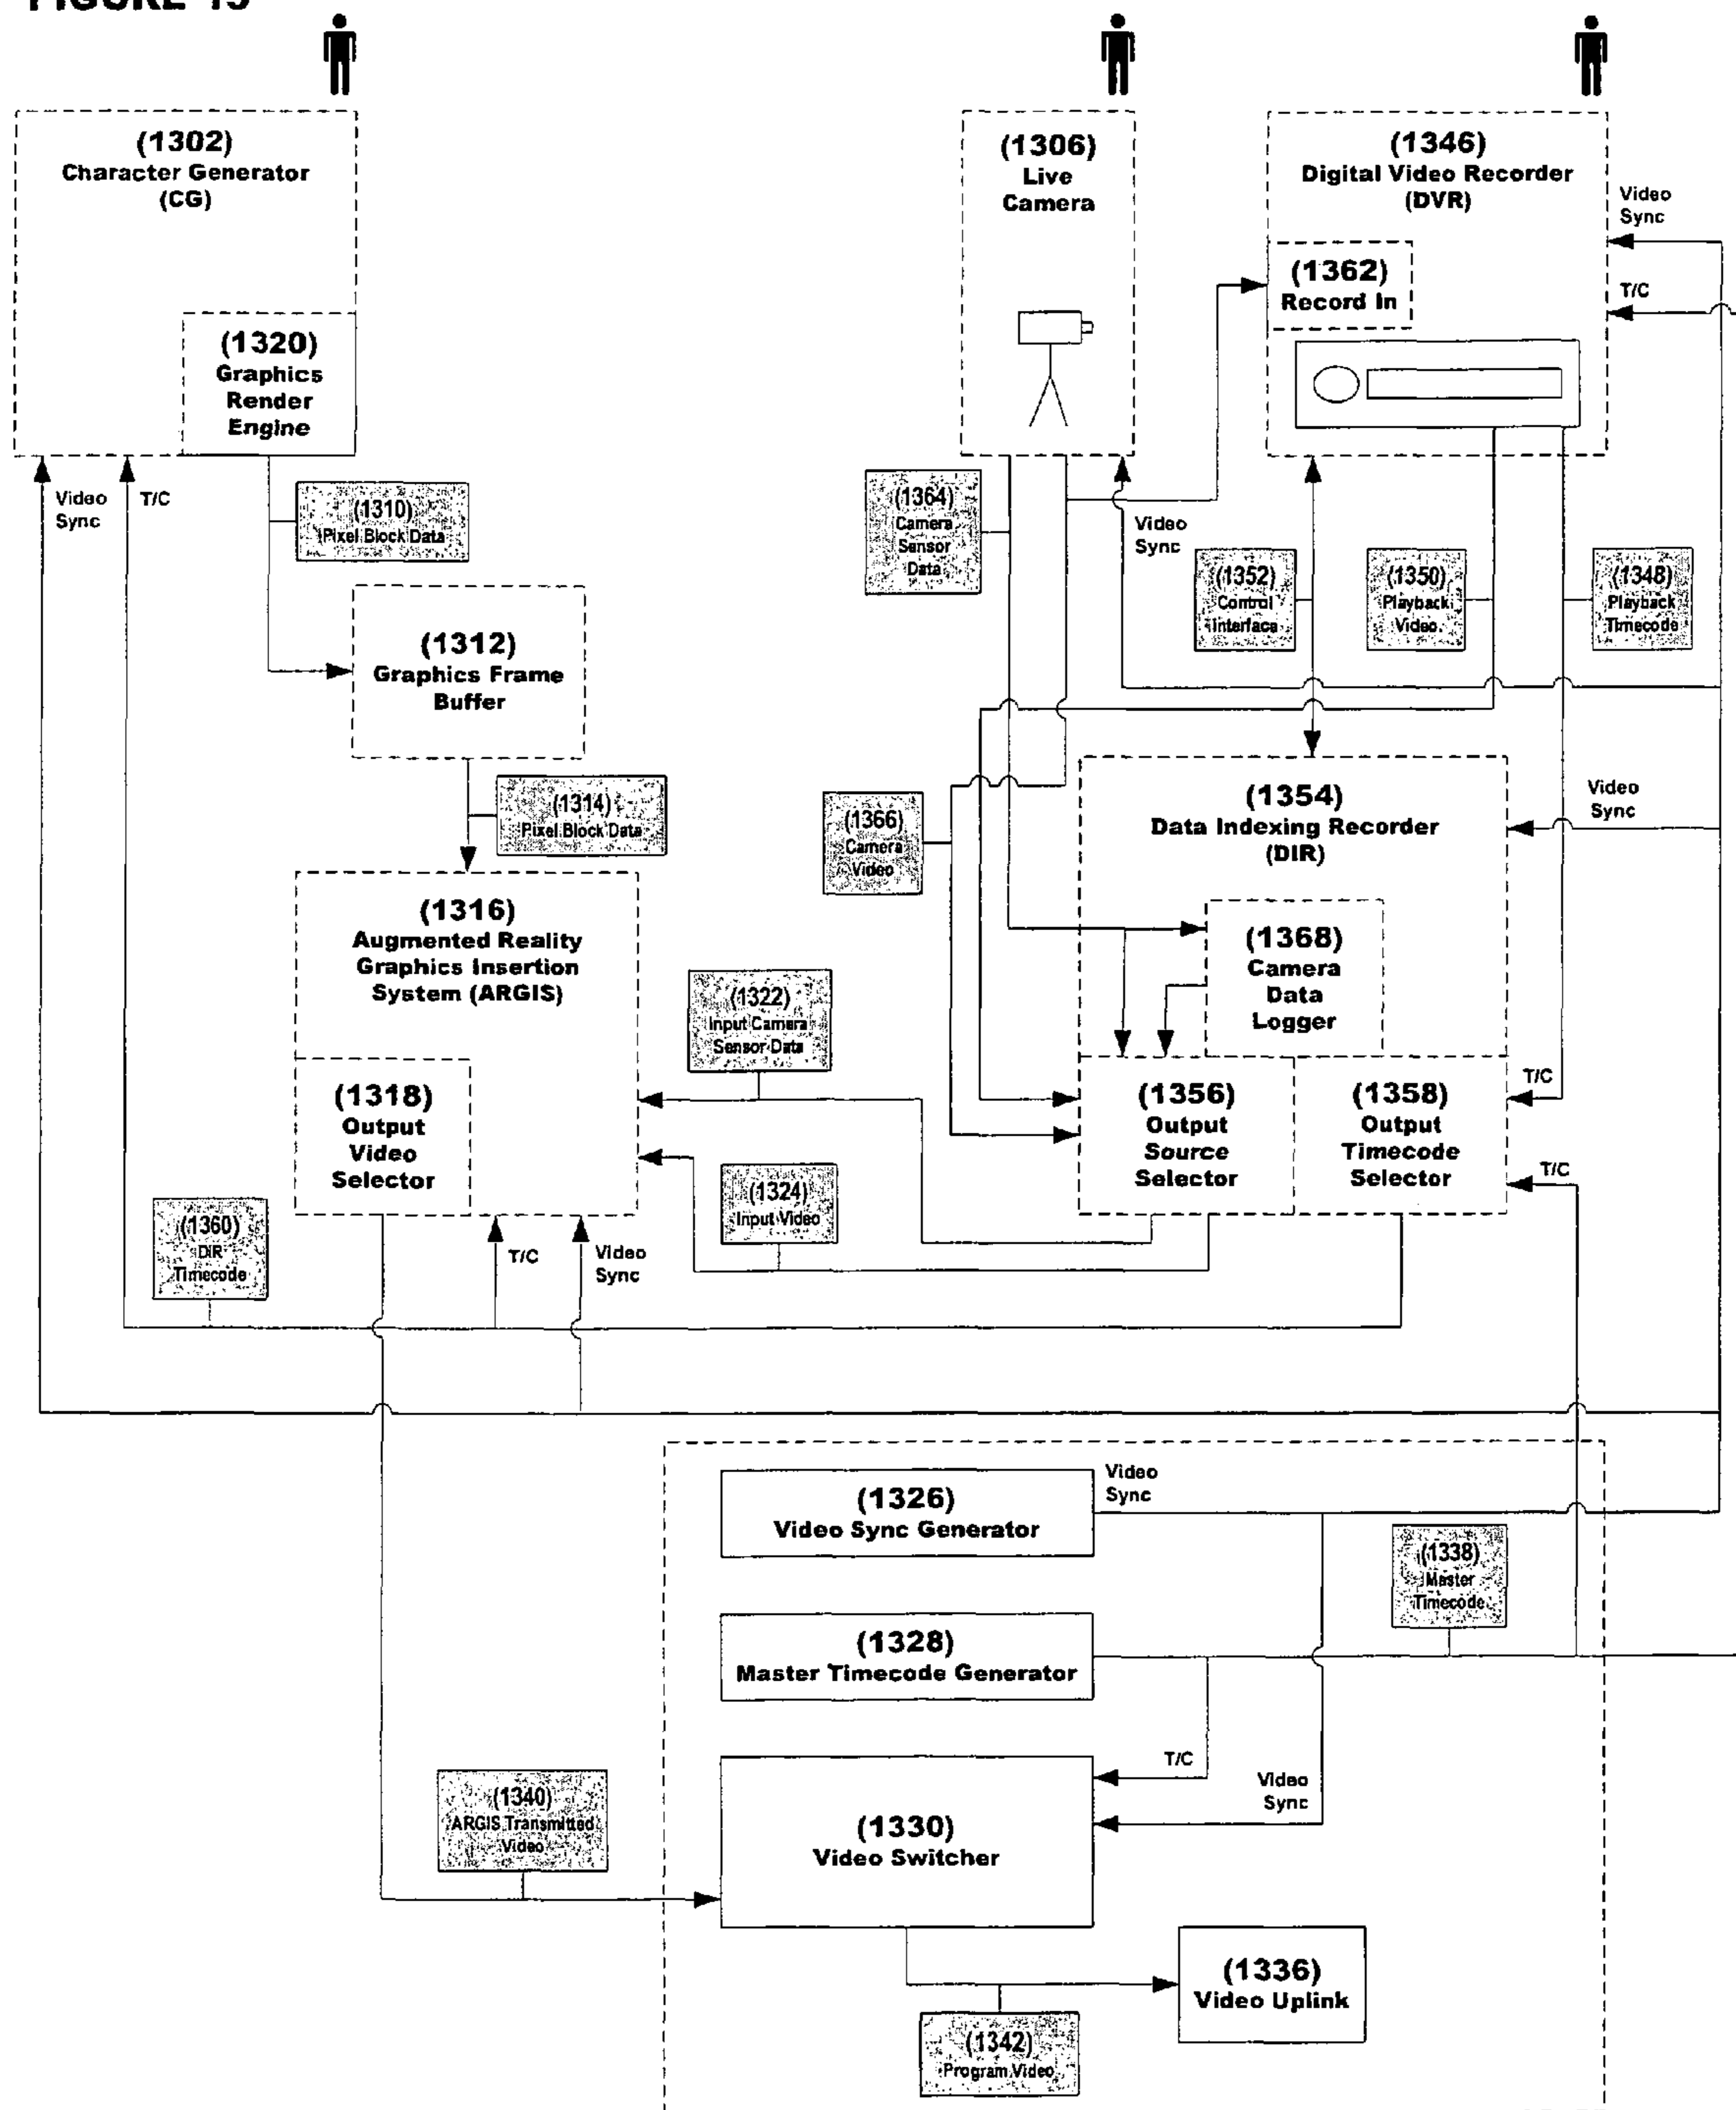 FIGURE 13
(1302)
Character Generator
(CG)
(1320)
Graphics
Render
Engine
Video
Sync
T/C
(1310)
Pixel Block Data
(1312)
Graphics Frame
Buffer
(1314)
Pixel Block Data
(1316)
Augmented Reality
Graphics Insertion
System (ARGIS)
(1318)
Output
Video
Selector
(1360)
DIR
Timecode
T/C
Video
Sync
(1322)
Input Camera
Sensor Data
(1324)
Input Video
(1306)
Live
Camera
(1364)
Camera
Sensor
Data
Video
Sync
(1366)
Camera
Video
(1346)
Digital Video Recorder
(DVR)
(1362)
Record In
Video
Sync
T/C
(1352)
Control
Interface
(1350)
Playback
Video
(1348)
Playback
Timecode
(1354)
Data Indexing Recorder
(DIR)
Video
Sync
(1368)
Camera
Data
Logger
(1356)
Output
Source
Selector
(1358)
Output
Timecode
Selector
T/C
T/C
(1326)
Video Sync Generator
Video
Sync
(1338)
Master
Timecode
(1328)
Master Timecode Generator
T/C
Video
Sync
(1330)
Video Switcher
(1340)
ARGIS Transmitted
Video
(1336)
Video Uplink
(1342)
Program Video